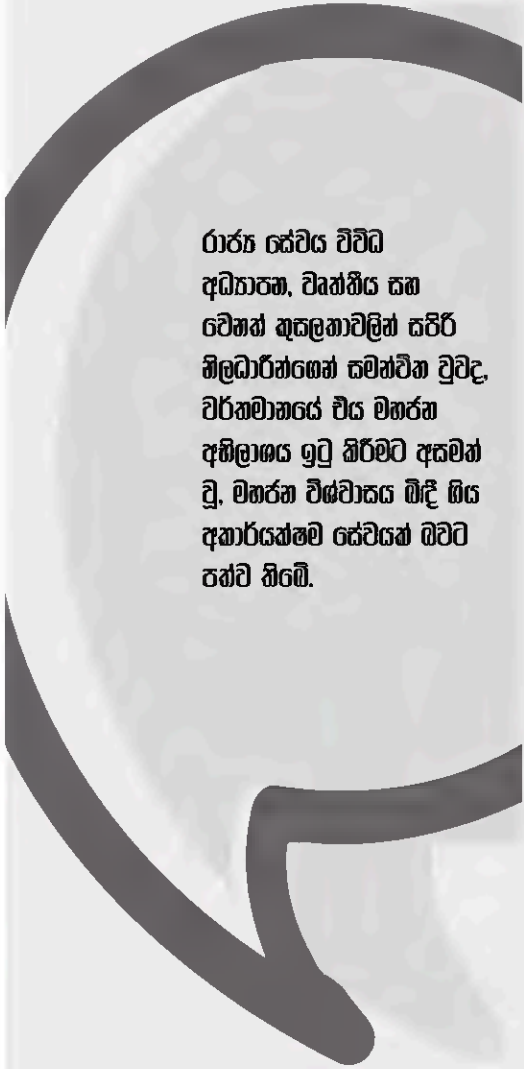 රාජ්‍ය සේවය විවිධ
අධ්‍යාපන, වෘත්තීය සහ
වෙනත් කුසලතාවලින් සපිරි
නිලධාරීන්ගෙන් සමන්විත වුවද,
වර්තමානයේ එය මහජන
අභිලාශය ඉටු කිරීමට අසමත්
වූ, මහජන විශ්වාසය බිඳී ගිය
අකාර්යක්ෂම සේවයක් බවට
පත්ව තිබේ.